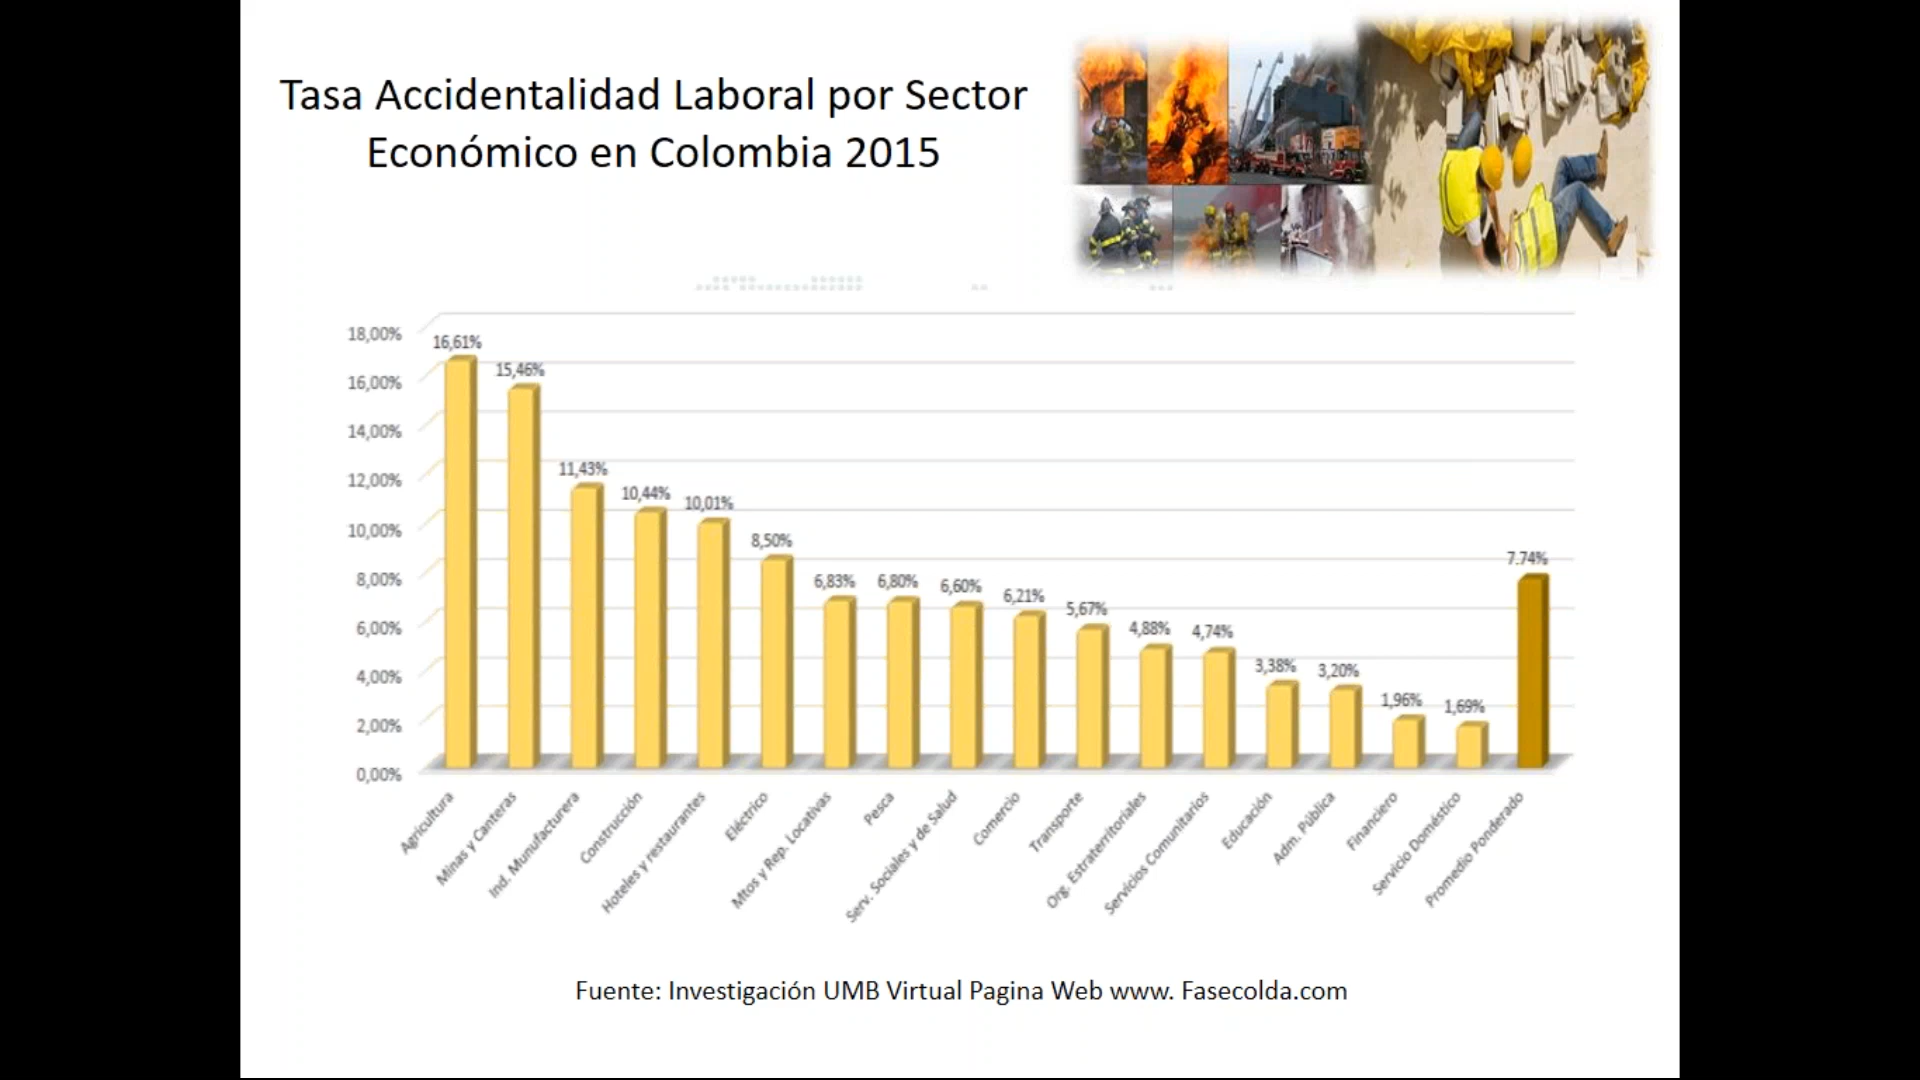 Tasa Accidentalidad Laboral por Sector
Económico en Colombia 2015
18,00%
16,00%
14,00%
12,00%
10,00%
8,00%
6,00%
4,00%
2,00%
0,00%
16,61%
15,46%
11,43%
10,44%
10,01%
8,50%
6,83%
6,80%
6,60%
6,21%
5,67%
4,88%
4,74%
3,38%
3,20%
1,96%
1,69%
7.74%
Agricultura
Minas y Canteras
Ind. Munufacturera
Construcción
Hoteles y restaurantes
Eléctrico
Mtos y Rep. Locativas
Pesca
Serv. Sociales y de Salud
Comercio
Transporte
Org. Estraterritoriales
Servicios Comunitarios
Educación
Adm. Pública
Financiero
Servicio Doméstico
Promedio Ponderado
Fuente: Investigación UMB Virtual Pagina Web www. Fasecolda.com